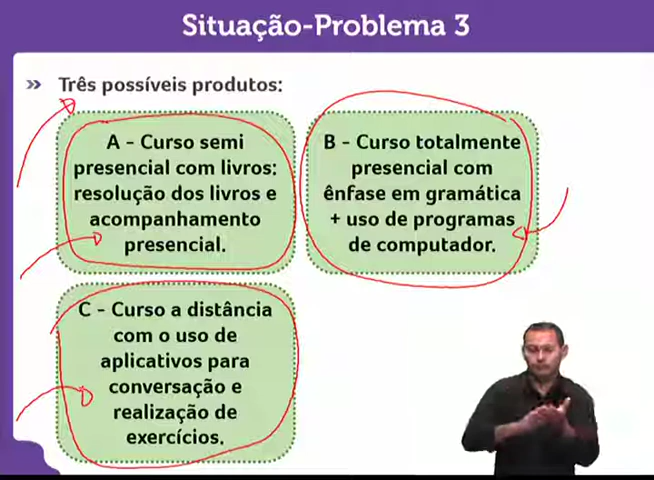 Situação-Problema 3
» Três possíveis produtos:
A - Curso semi
presencial com livros:
resolução dos livros e
acompanhamento
presencial.
B - Curso totalmente
presencial com
ênfase em gramática
+ uso de programas
de computador.
C - Curso a distância
com o uso de
aplicativos para
conversação e
realização de
exercícios.